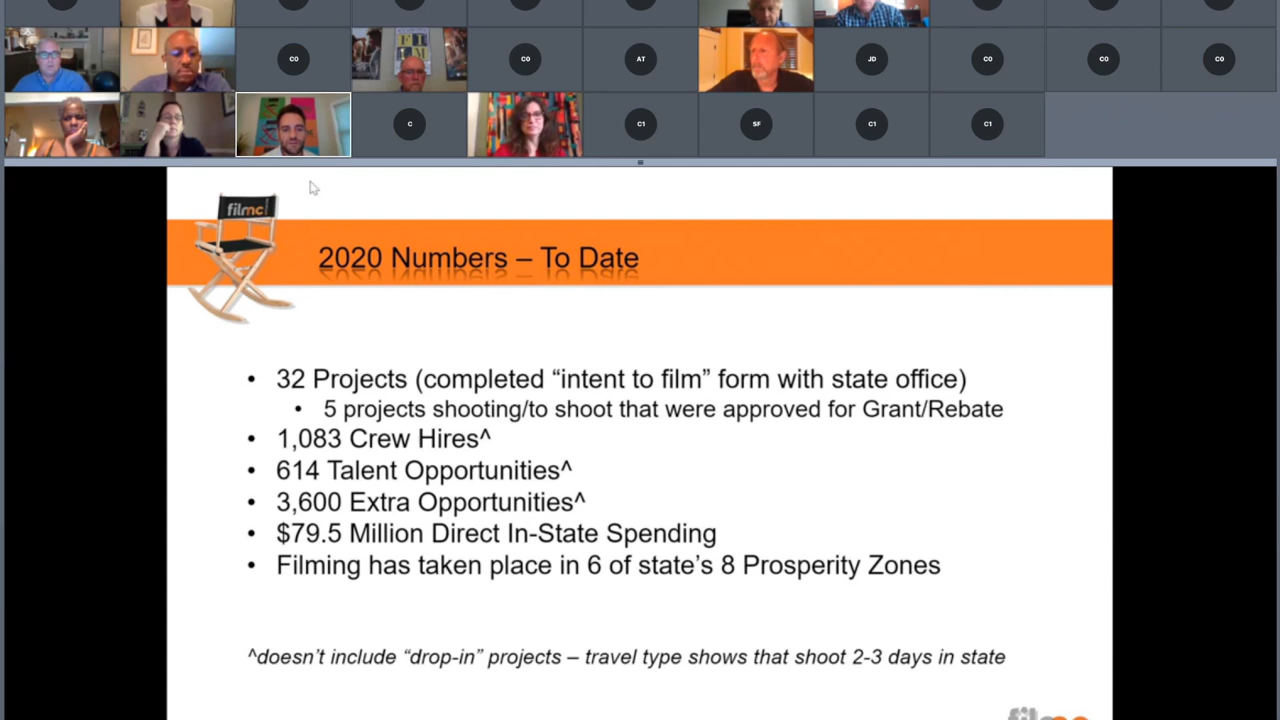 CO
FILM
CO
AT
JD
CO
CO
CO
C
C1
SF
C1
C1
filmnc
2020 Numbers – To Date
• 32 Projects (completed “intent to film” form with state office)
• 5 projects shooting/to shoot that were approved for Grant/Rebate
• 1,083 Crew Hires^
• 614 Talent Opportunities^
• 3,600 Extra Opportunities^
• $79.5 Million Direct In-State Spending
• Filming has taken place in 6 of state’s 8 Prosperity Zones
^doesn’t include “drop-in” projects – travel type shows that shoot 2-3 days in state
filmnc